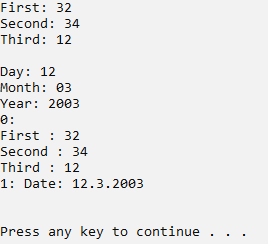 First: 32
Second: 34
Third: 12
Day: 12
Month: 03
Year: 2003
0:
First : 32
Second : 34
Third : 12
1: Date: 12.3.2003
Press any key to continue . . .